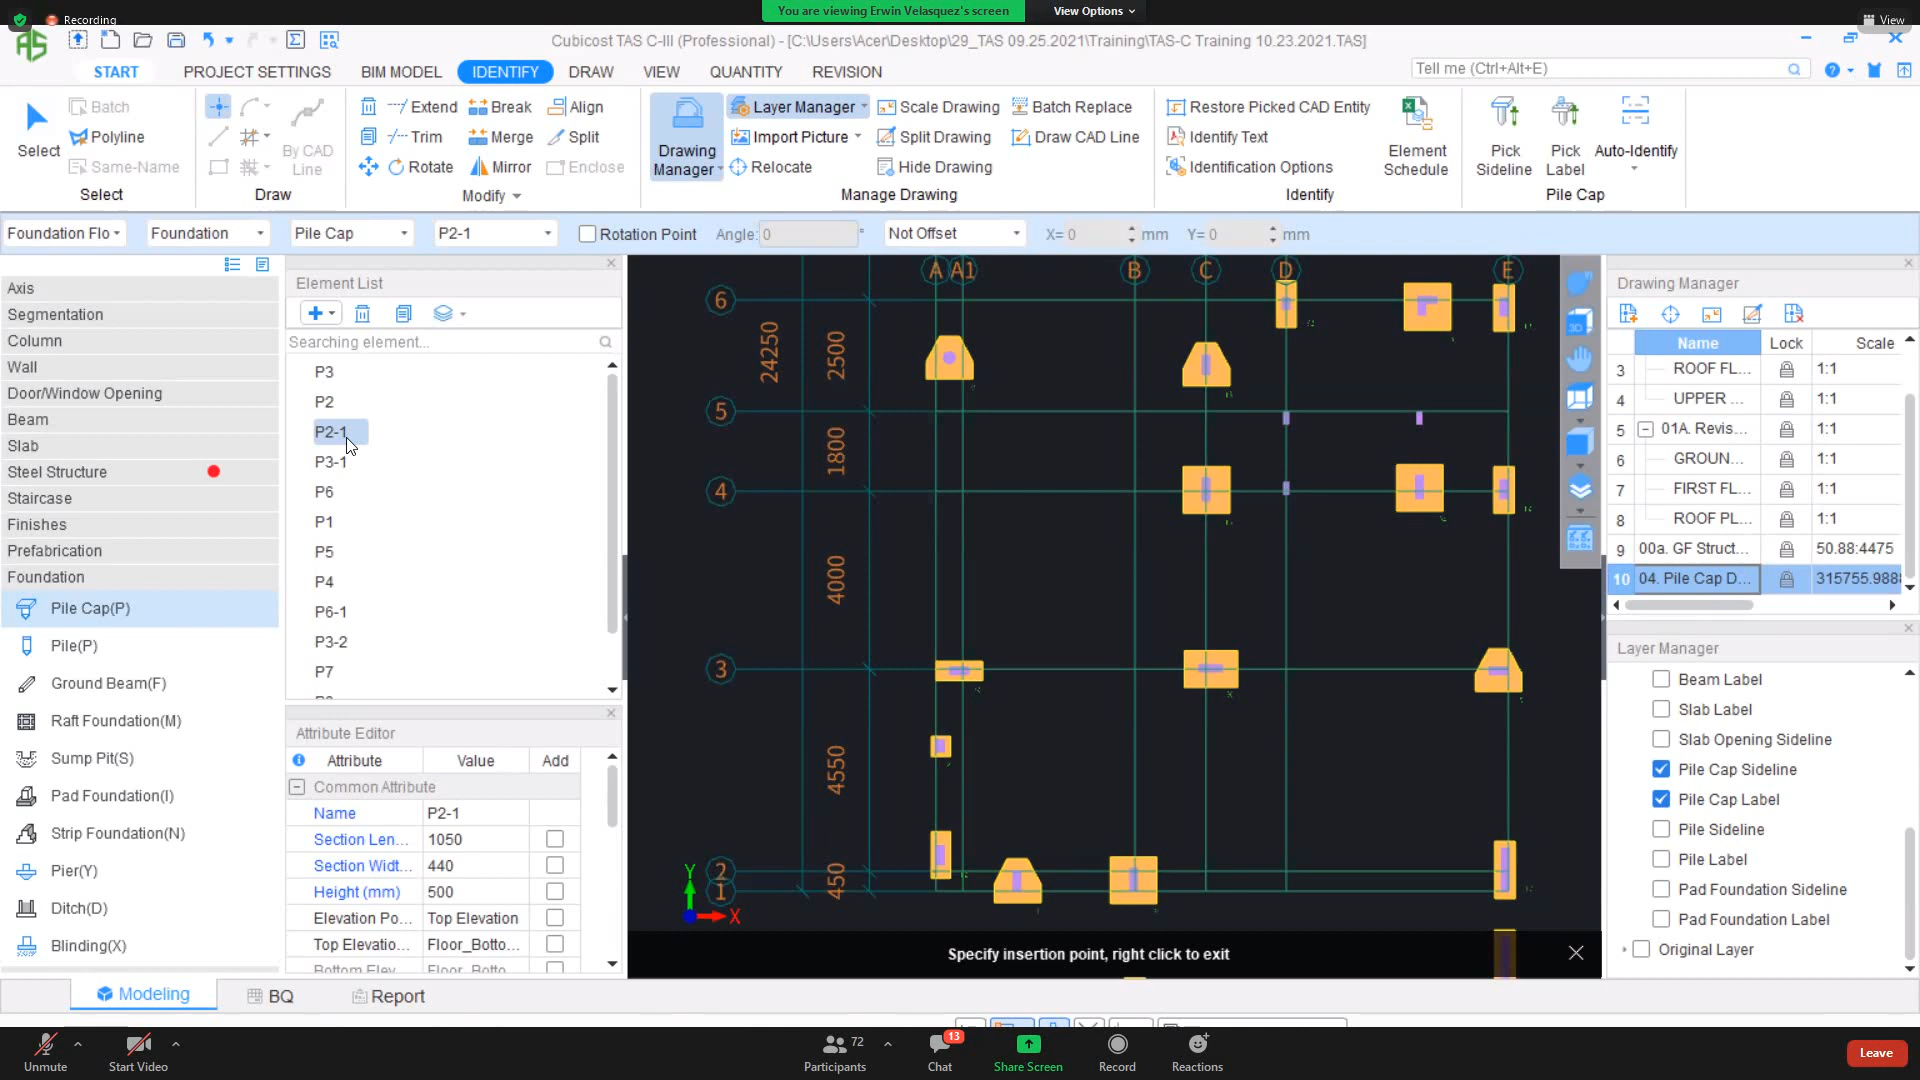 Recording
You are viewing Erwin Velasquez's screen
View Options
View
Cubicost TAS C-III (Professional) - [C:\Users\Acer\Desktop\29_TAS 09.25.2021\Training\TAS-C Training 10.23.2021.TAS]
START PROJECT SETTINGS BIM MODEL IDENTIFY DRAW VIEW QUANTITY REVISION
Tell me (Ctrl+Alt+E)
Select
Batch
Polyline
Same-Name
Select
By CAD Line
Draw
Extend Break Align
Trim Merge Split
Rotate Mirror Enclose
Modify
Drawing Manager
Layer Manager Scale Drawing Batch Replace
Import Picture Split Drawing Draw CAD Line
Relocate Hide Drawing
Manage Drawing
Restore Picked CAD Entity
Identify Text
Identification Options
Element Schedule
Identify
Pick Sideline
Pick Label
Auto-Identify
Pile Cap
Foundation Flo Foundation Pile Cap P2-1 Rotation Point Angle: 0 ° Not Offset X= 0 mm Y= 0 mm
Axis
Segmentation
Column
Wall
Door/Window Opening
Beam
Slab
Steel Structure
Staircase
Finishes
Prefabrication
Foundation
Pile Cap(P)
Pile(P)
Ground Beam(F)
Raft Foundation(M)
Sump Pit(S)
Pad Foundation(I)
Strip Foundation(N)
Pier(Y)
Ditch(D)
Blinding(X)
Element List
Searching element...
P3
P2
P2-1
P3-1
P6
P1
P5
P4
P6-1
P3-2
P7
Attribute Editor
Attribute Value Add
Common Attribute
Name P2-1
Section Len... 1050
Section Widt... 440
Height (mm) 500
Elevation Po... Top Elevation
Top Elevatio... Floor_Botto...
Bottom Elev... Floor_Botto...
A A1 B C D E
6
5
4
3
2
1
24250
2500
1800
4000
4550
450
Y
X
Specify insertion point, right click to exit
3D
Drawing Manager
Name Lock Scale
3 ROOF FL... 1:1
4 UPPER ... 1:1
5 01A. Revis... 1:1
6 GROUN... 1:1
7 FIRST FL... 1:1
8 ROOF PL... 1:1
9 00a. GF Struct... 50.88:4475
10 04. Pile Cap D...
Layer Manager
Beam Label
Slab Label
Slab Opening Sideline
Pile Cap Sideline
Pile Cap Label
Pile Sideline
Pile Label
Pad Foundation Sideline
Pad Foundation Label
Original Layer
Modeling BQ Report
Unmute
Start Video
72
Participants
13
Chat
Share Screen
Record
Reactions
Leave